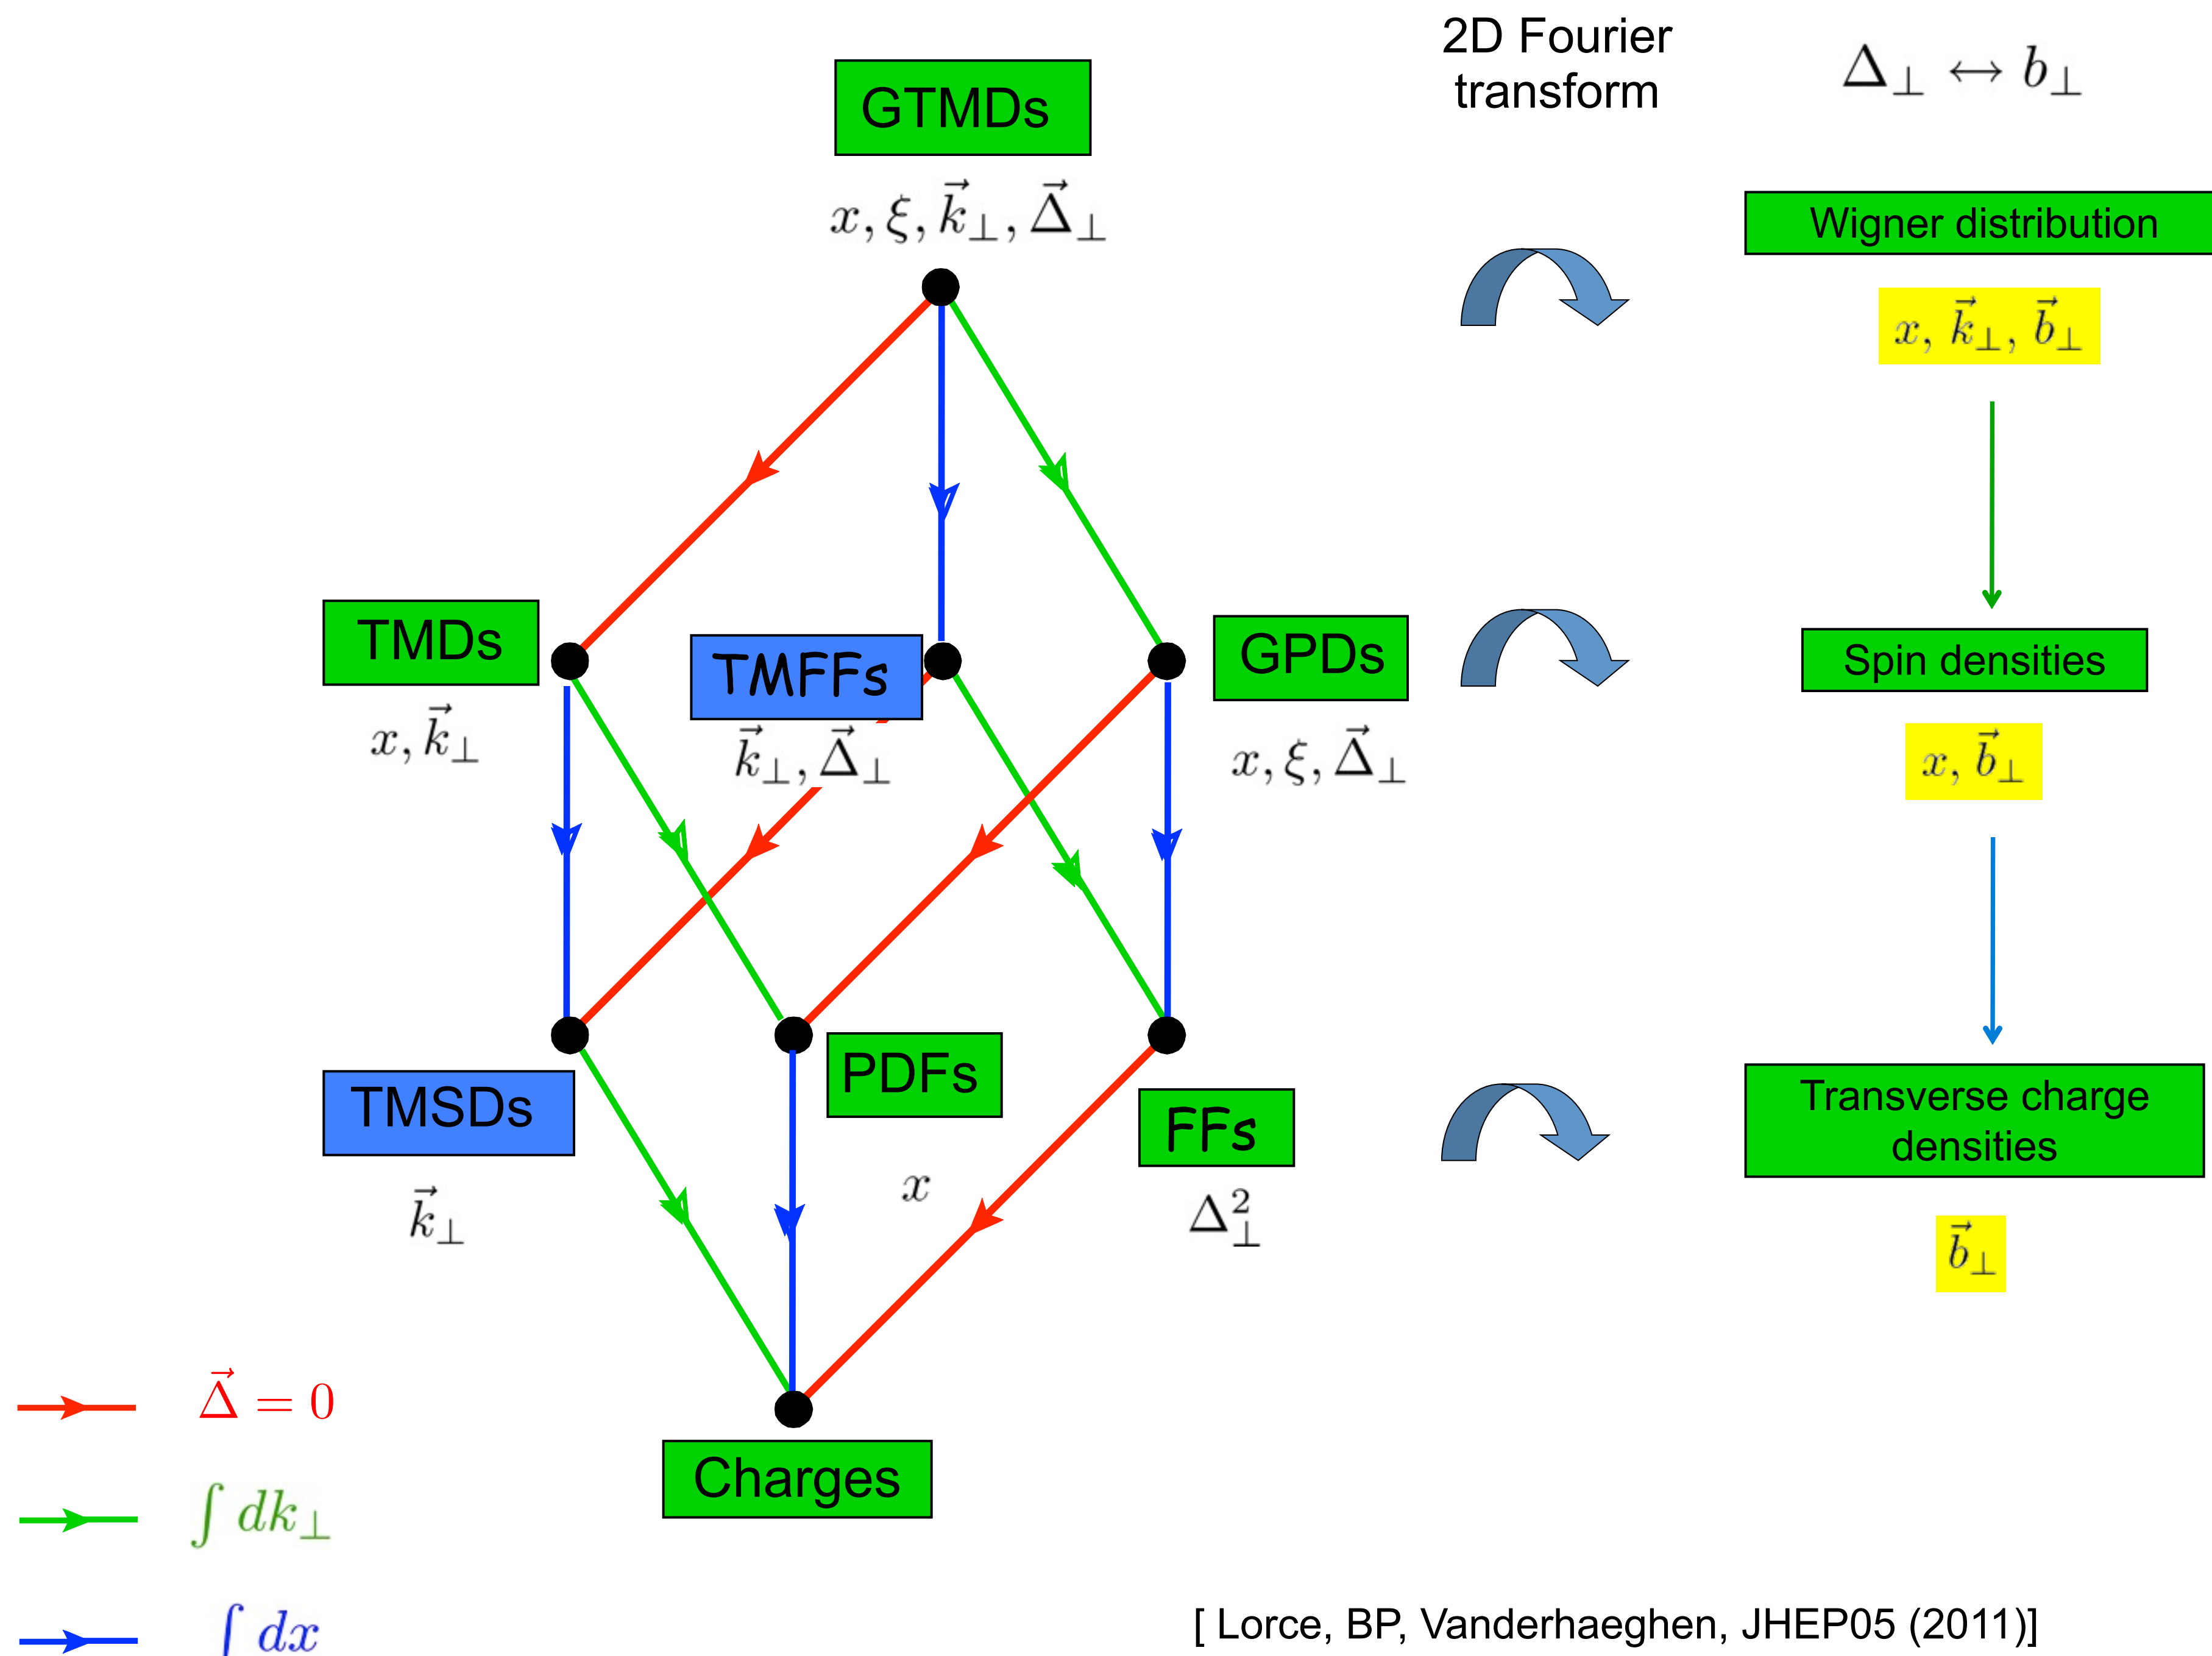 2D Fourier
transform
Δ⊥ ↔ b⊥
GTMDs
x, ξ, k⃗⊥, Δ⃗⊥
Wigner distribution
x, k⃗⊥, b⃗⊥
TMDs
x, k⃗⊥
TMFFs
k⃗⊥, Δ⃗⊥
GPDs
x, ξ, Δ⃗⊥
Spin densities
x, b⃗⊥
TMSDs
k⃗⊥
PDFs
x
FFs
Δ²⊥
Transverse charge
densities
b⃗⊥
Charges
Δ⃗ = 0
∫ dk⊥
∫ dx
[ Lorce, BP, Vanderhaeghen, JHEP05 (2011)]